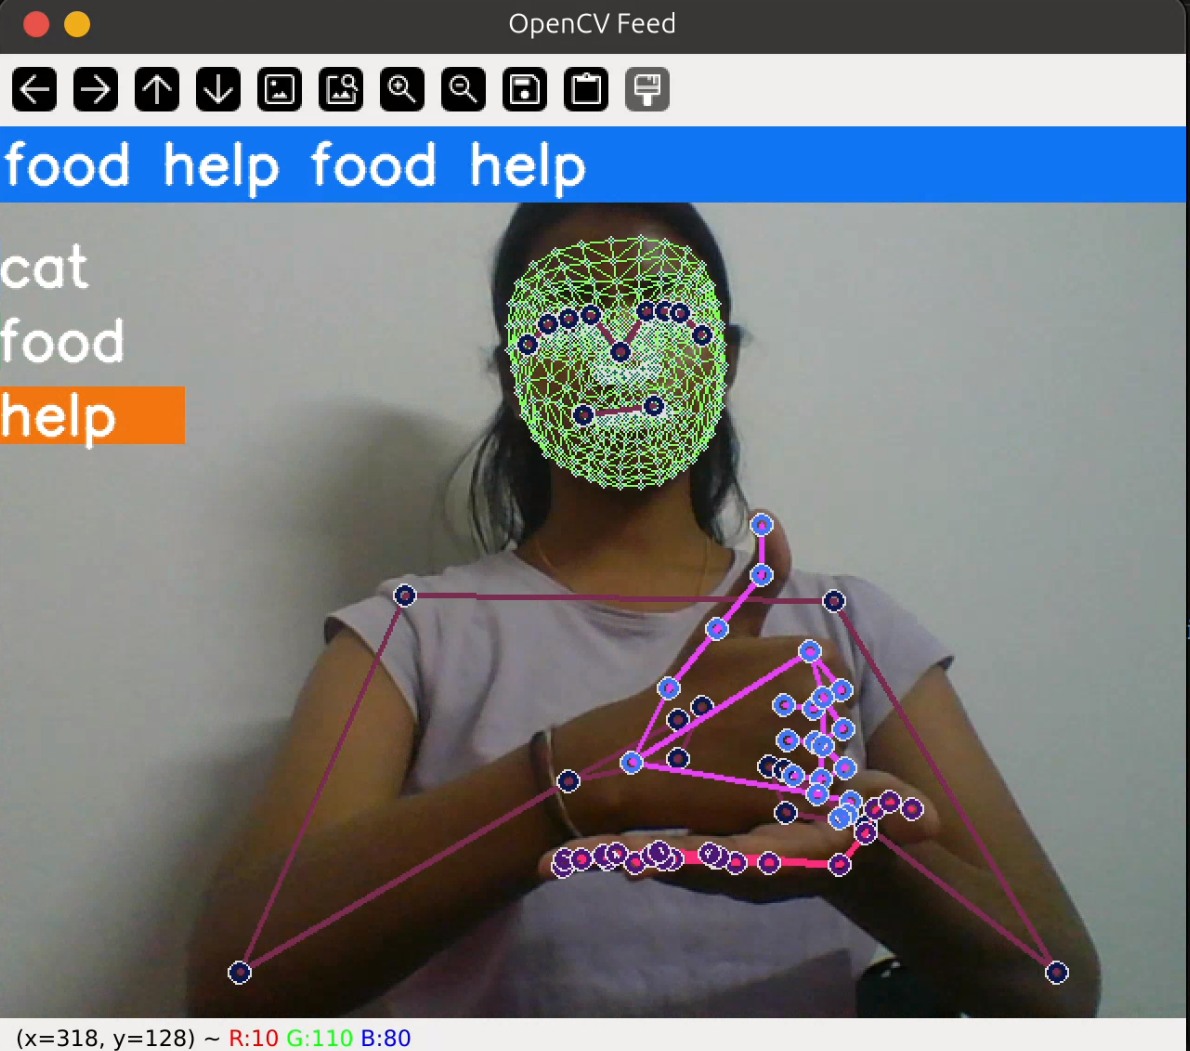 OpenCV Feed
food help food help
cat
food
help
(x=318, y=128) ~ R:10 G:110 B:80